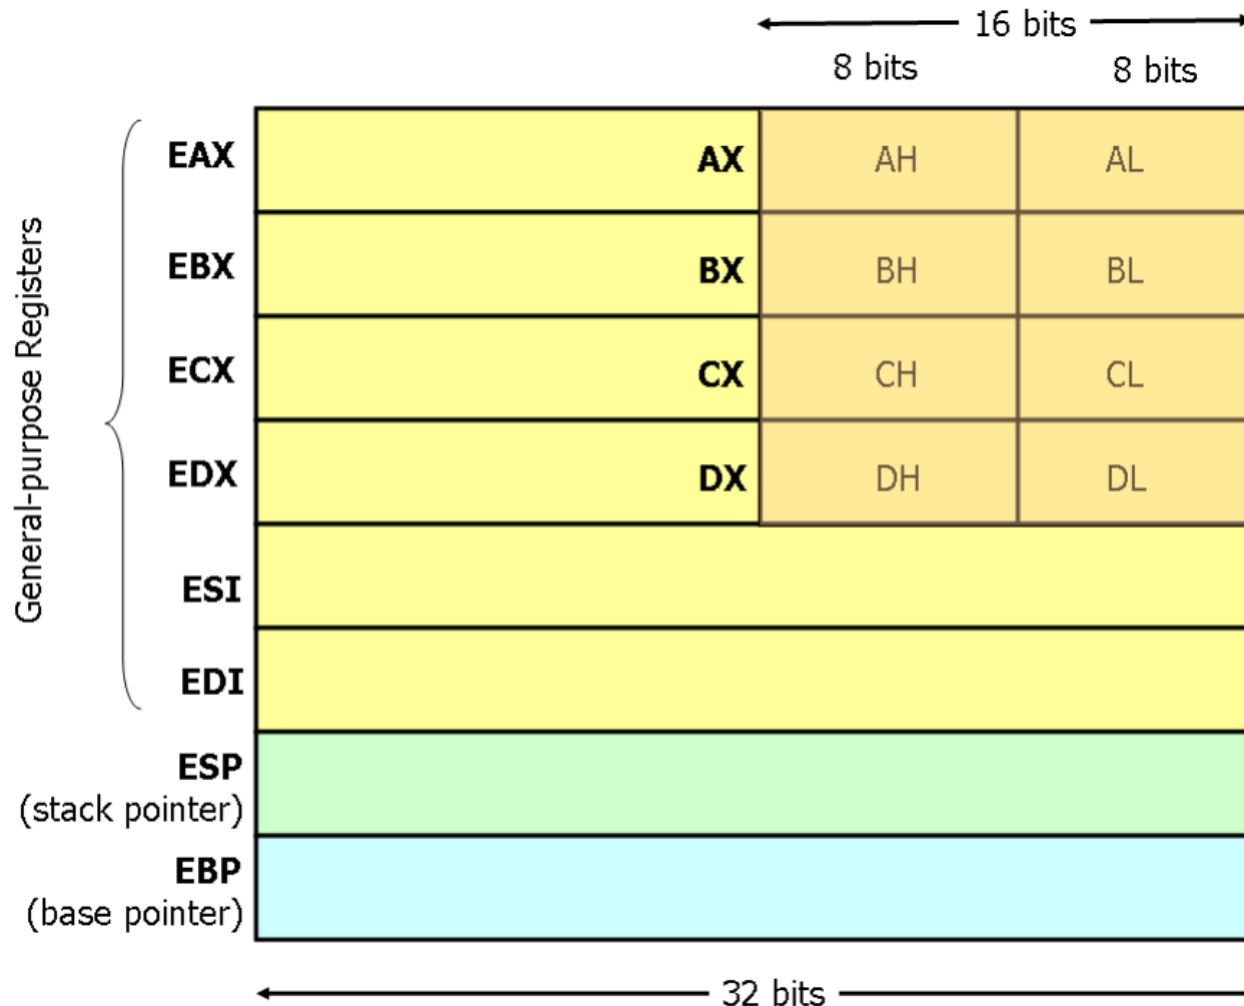 16 bits
8 bits 8 bits
General-purpose Registers
EAX AX AH AL
EBX BX BH BL
ECX CX CH CL
EDX DX DH DL
ESI
EDI
ESP
(stack pointer)
EBP
(base pointer)
32 bits